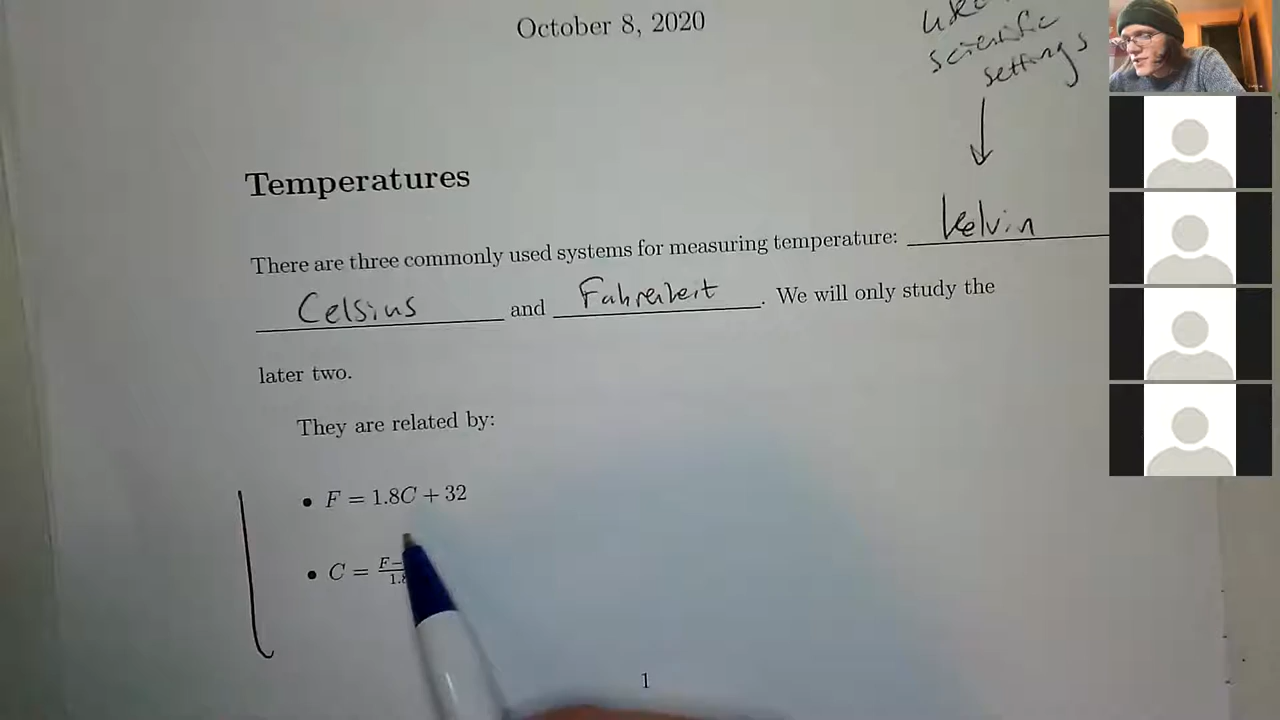 October 8, 2020
scientific
settings
Temperatures
There are three commonly used systems for measuring temperature: Kelvin
Celsius and Fahrenheit. We will only study the
later two.
They are related by:
• F = 1.8C + 32
• C = F−
1